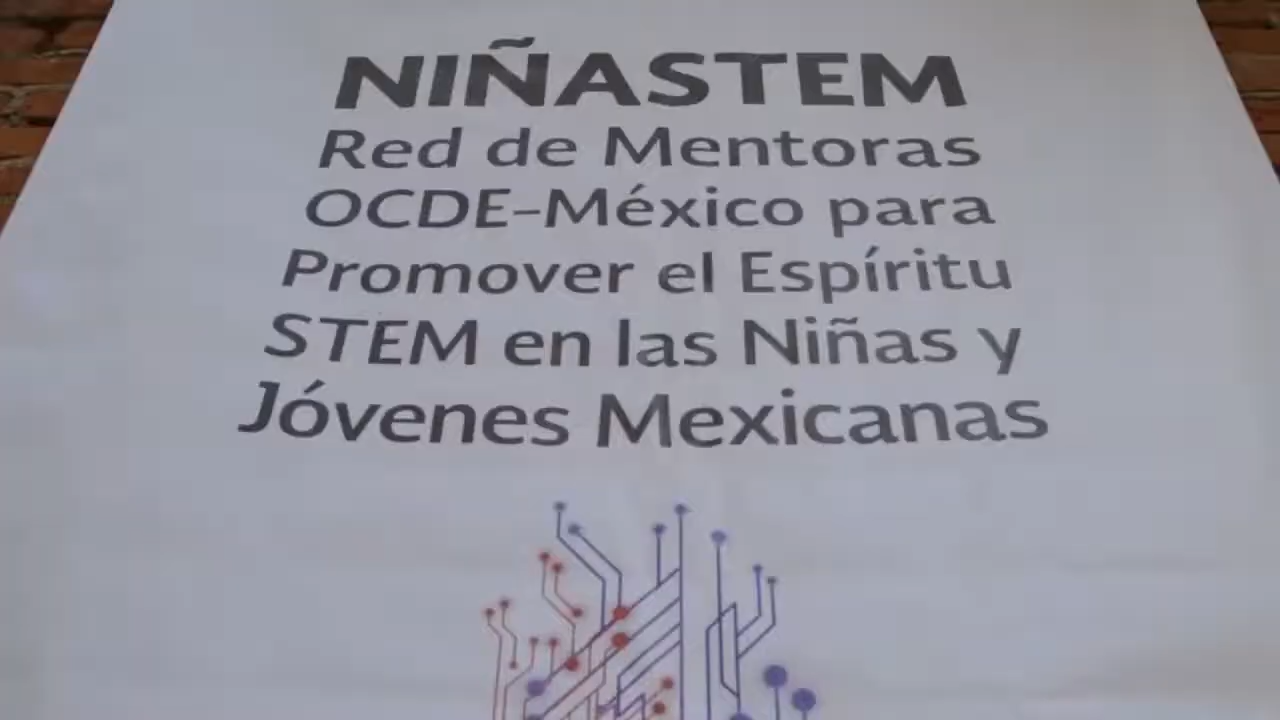 NIÑASTEM
Red de Mentoras
OCDE-México para
Promover el Espíritu
STEM en las Niñas y
Jóvenes Mexicanas